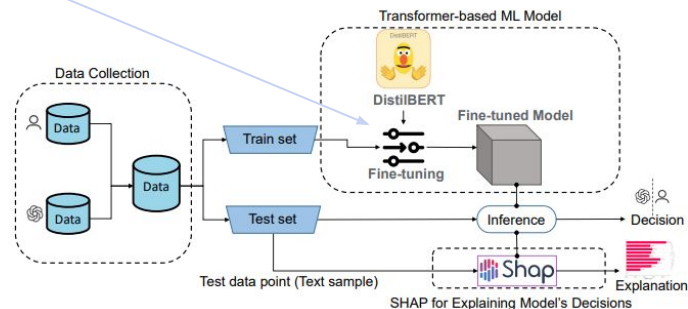 Transformer-based ML Model
DistilBERT
Data Collection
DistilBERT
Fine-tuned Model
Data
Train set
Data
Fine-tuning
Data
Test set
Inference
Decision
Test data point (Text sample)
Shap
Explanation
SHAP for Explaining Model's Decisions